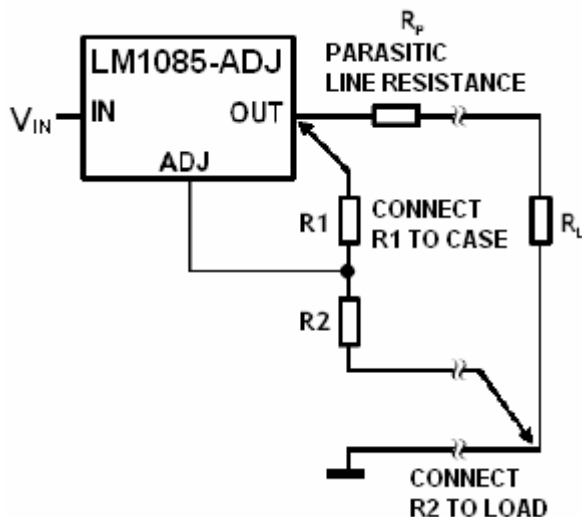 R_P
PARASITIC
LINE RESISTANCE
LM1085-ADJ
V_IN
IN
OUT
ADJ
R1
CONNECT
R1 TO CASE
R_L
R2
CONNECT
R2 TO LOAD